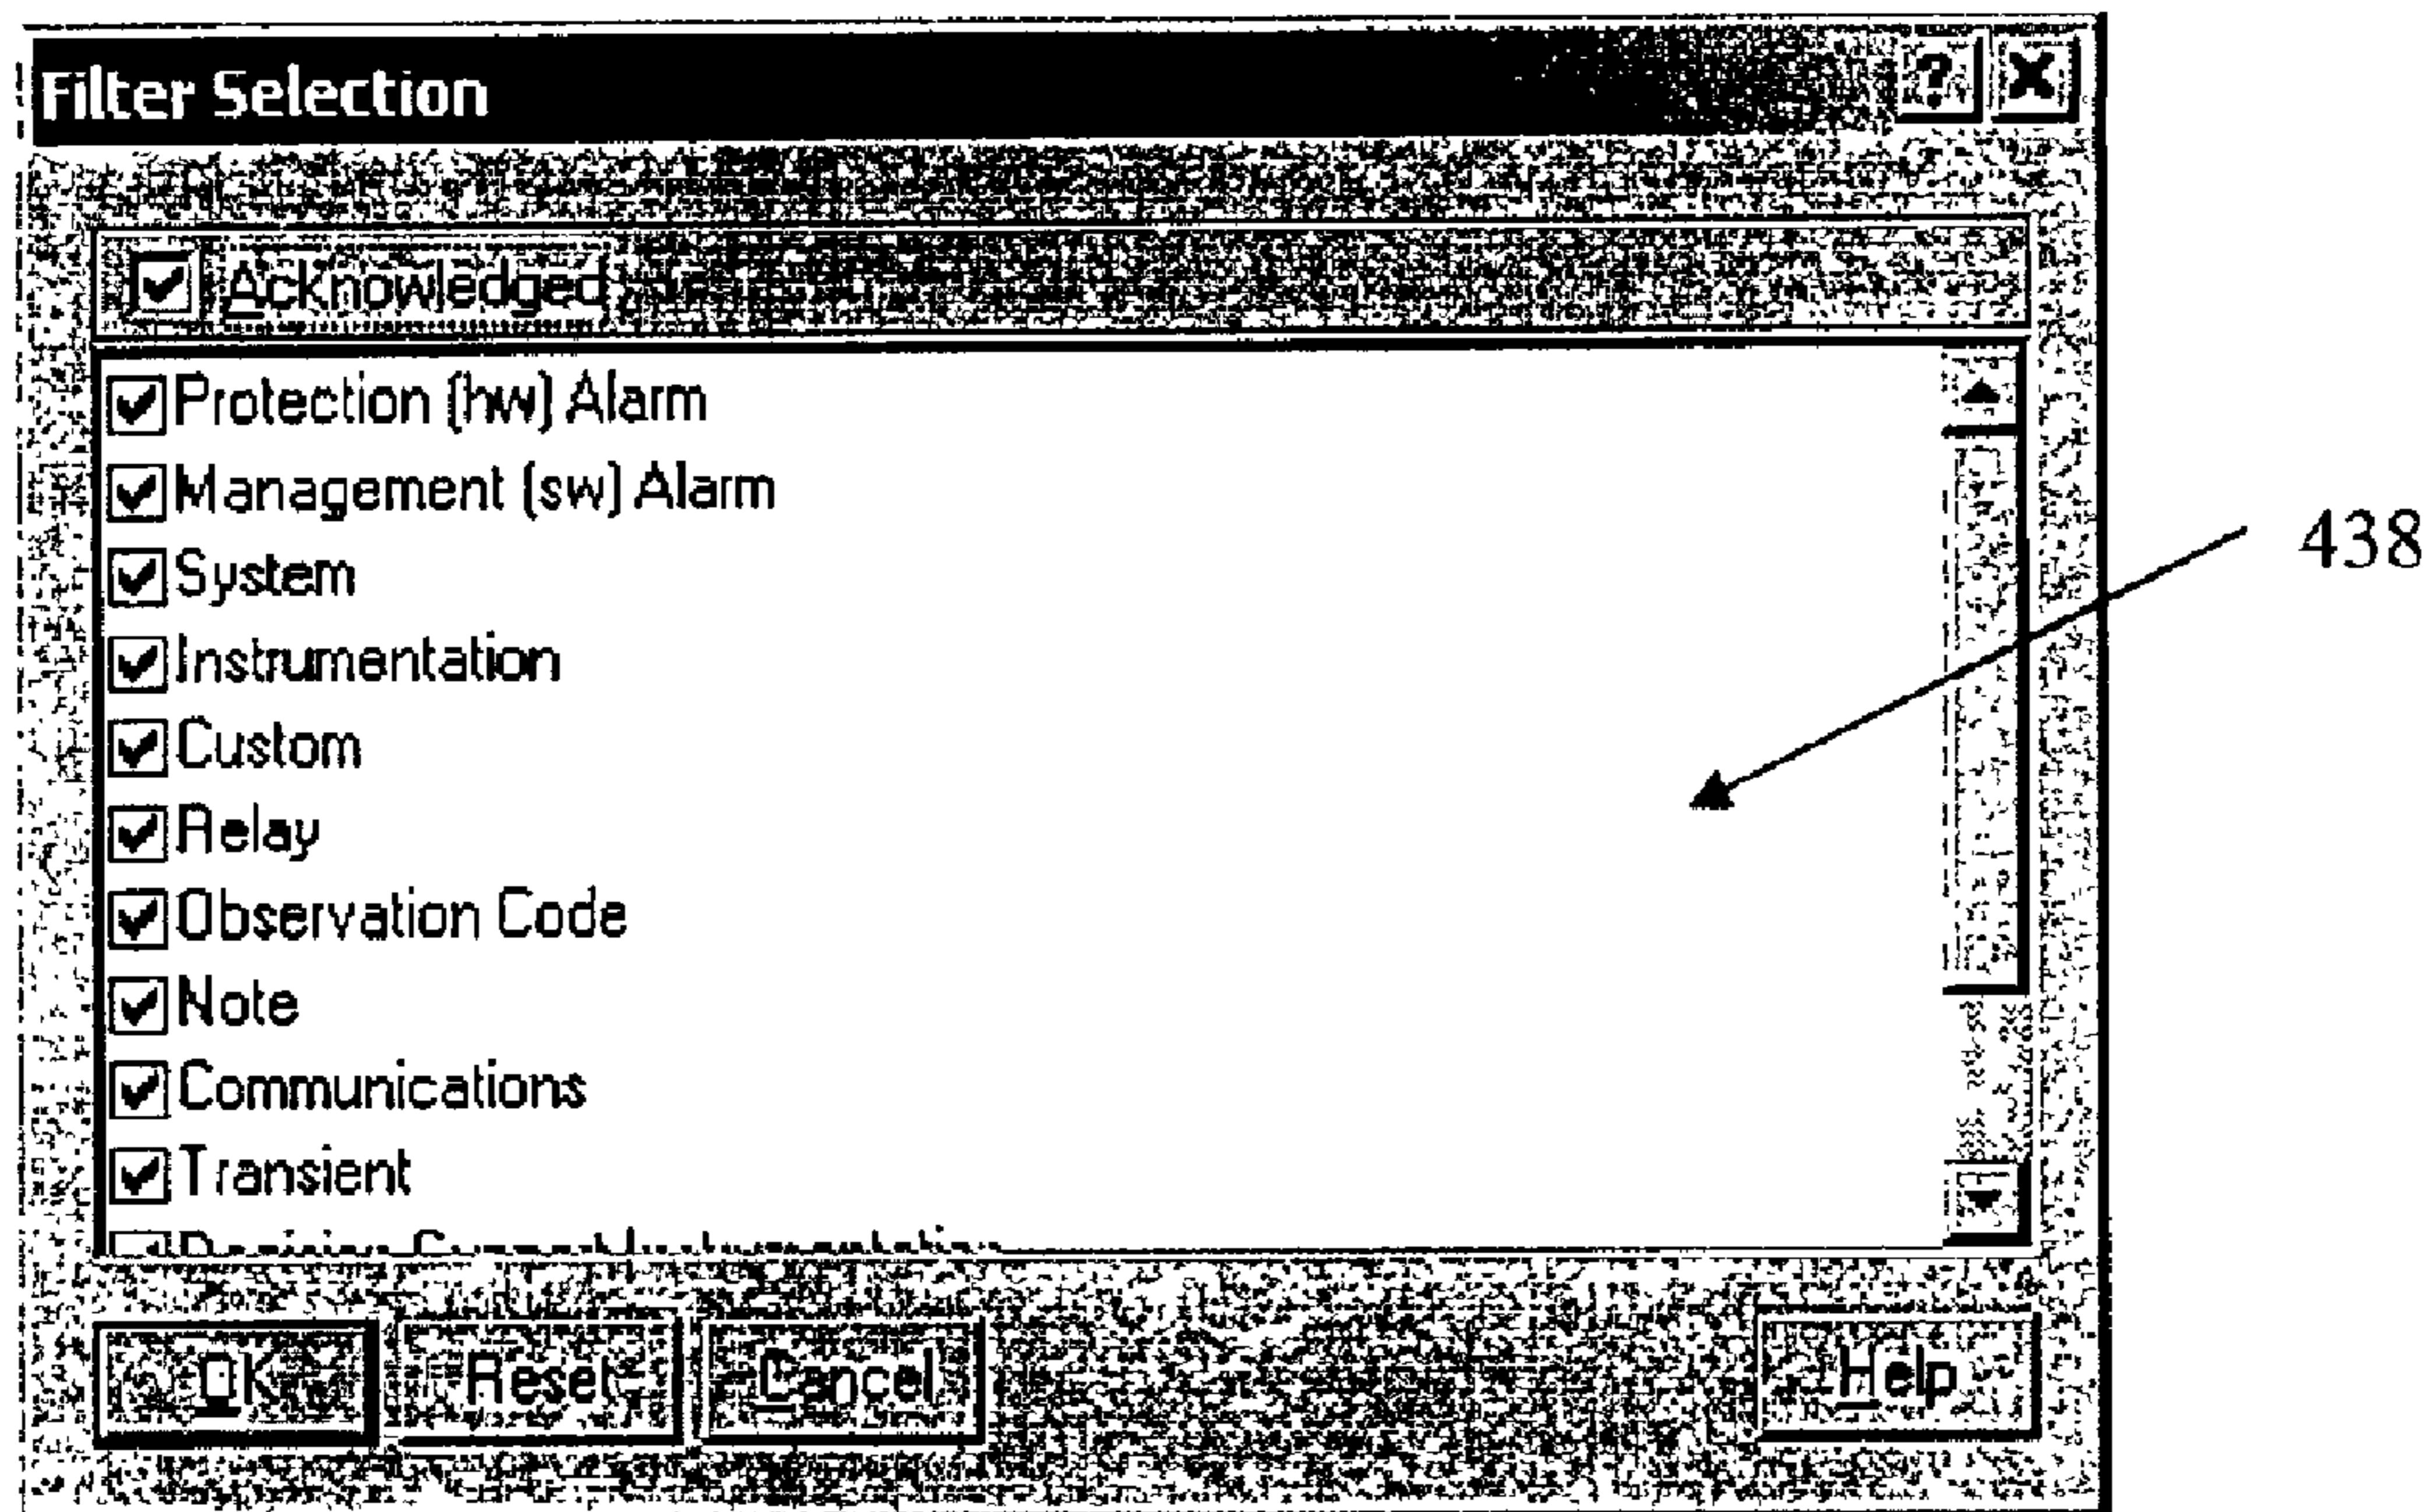 Filter Selection
? X
Acknowledged
Protection (hw) Alarm
Management (sw) Alarm
System
Instrumentation
438
Custom
Relay
Observation Code
Note
Communications
Transient
OK Reset Cancel Help